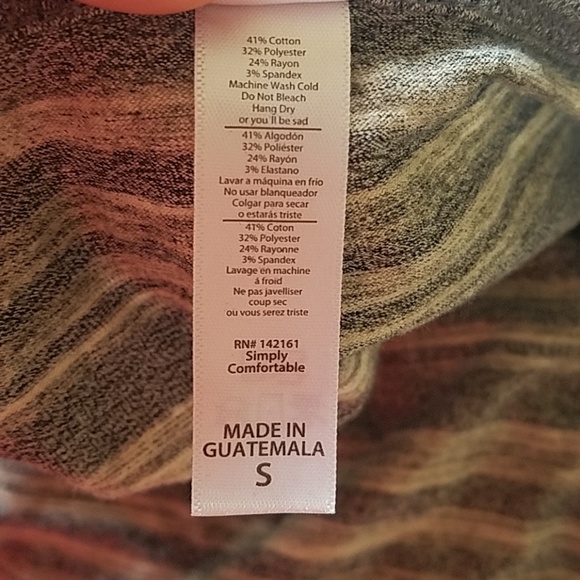 41% Cotton
32% Polyester
24% Rayon
3% Spandex
Machine Wash Cold
Do Not Bleach
Hang Dry
or you'll be sad
41% Algodón
32% Poliéster
24% Rayón
3% Elastano
Lavar a máquina en frío
No usar blanqueador
Colgar para secar
o estarás triste
41% Coton
32% Polyester
24% Rayonne
3% Spandex
Lavage en machine
á froid
Ne pas javelliser
coup sec
ou vous serez triste
RN# 142161
Simply
Comfortable
MADE IN
GUATEMALA
S